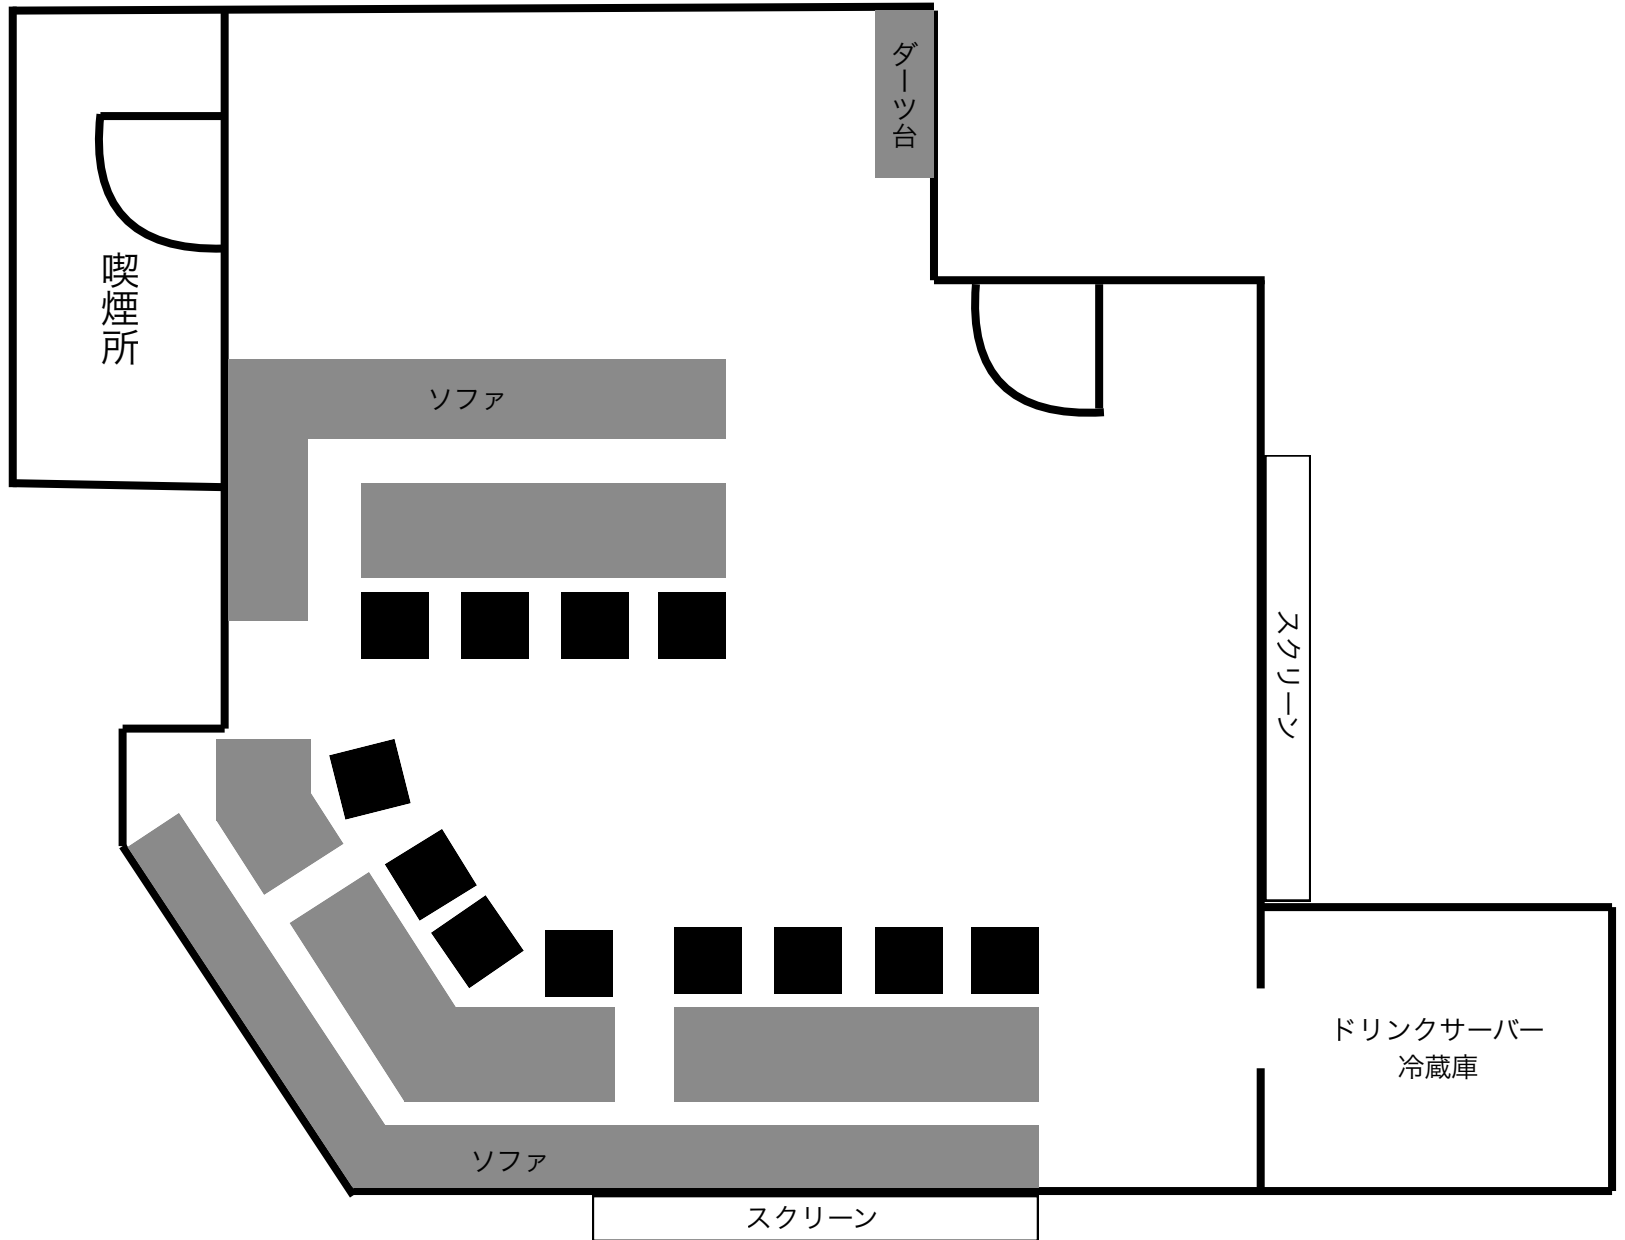 ダーツ台
喫煙所
ソファ
スクリーン
ドリンクサーバー
冷蔵庫
ソファ
スクリーン